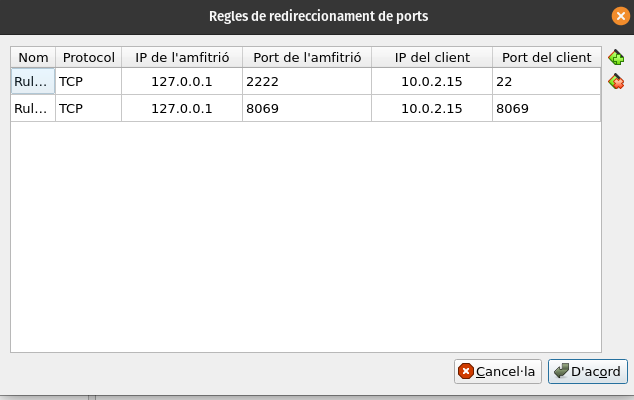 Regles de redireccionament de ports
Nom Protocol IP de l'amfitrió Port de l'amfitrió IP del client Port del client
Rul... TCP 127.0.0.1 2222 10.0.2.15 22
Rul... TCP 127.0.0.1 8069 10.0.2.15 8069
Cancel·la D'acord